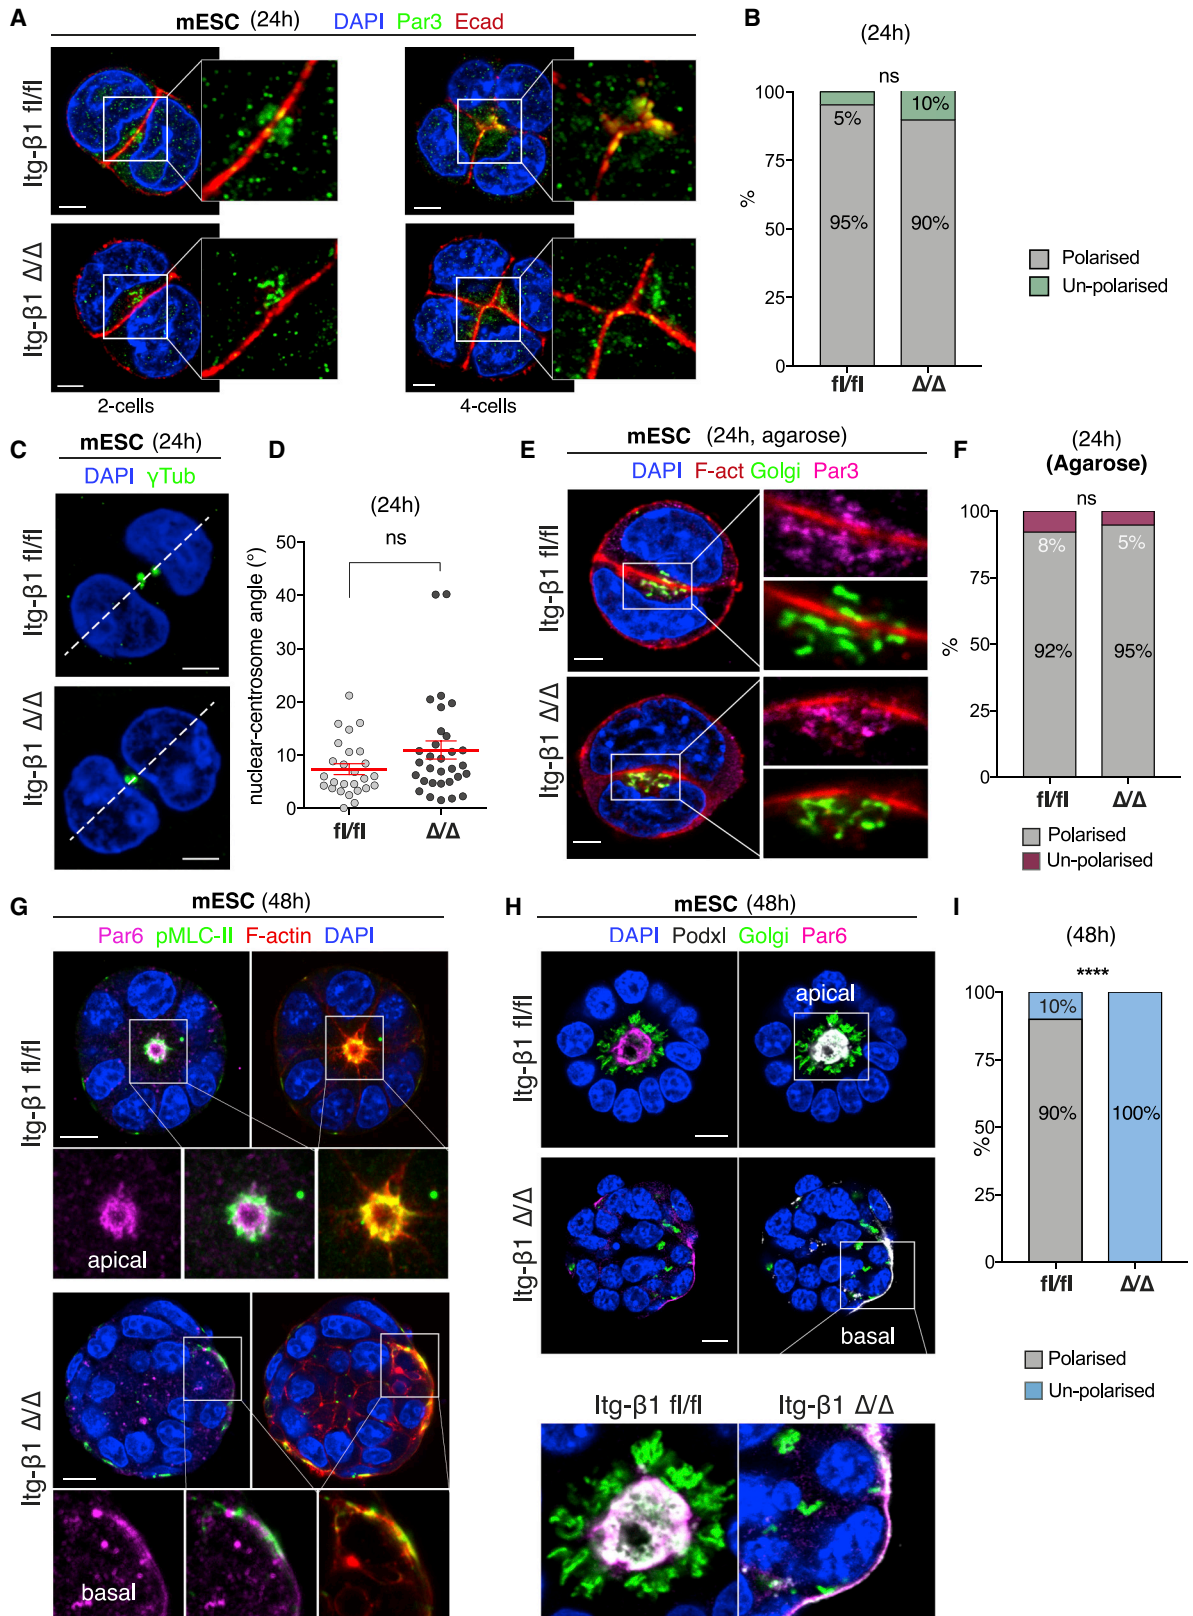 A
mESC (24h) DAPI Par3 Ecad
Itg-β1 fl/fl
Itg-β1 Δ/Δ
2-cells
4-cells
B
(24h)
ns
100
75
50
25
0
%
5%
95%
10%
90%
fl/fl
Δ/Δ
Polarised
Un-polarised
C
mESC (24h)
DAPI γTub
Itg-β1 fl/fl
Itg-β1 Δ/Δ
D
(24h)
ns
nuclear-centrosome angle (°)
50
40
30
20
10
0
fl/fl
Δ/Δ
E
mESC (24h, agarose)
DAPI F-act Golgi Par3
Itg-β1 fl/fl
Itg-β1 Δ/Δ
F
(24h)
(Agarose)
ns
100
75
50
25
0
%
8%
92%
5%
95%
fl/fl
Δ/Δ
Polarised
Un-polarised
G
mESC (48h)
Par6 pMLC-II F-actin DAPI
Itg-β1 fl/fl
apical
Itg-β1 Δ/Δ
basal
H
mESC (48h)
DAPI Podxl Golgi Par6
Itg-β1 fl/fl
apical
Itg-β1 Δ/Δ
basal
Itg-β1 fl/fl
Itg-β1 Δ/Δ
I
(48h)
****
100
75
50
25
0
%
10%
90%
100%
fl/fl
Δ/Δ
Polarised
Un-polarised